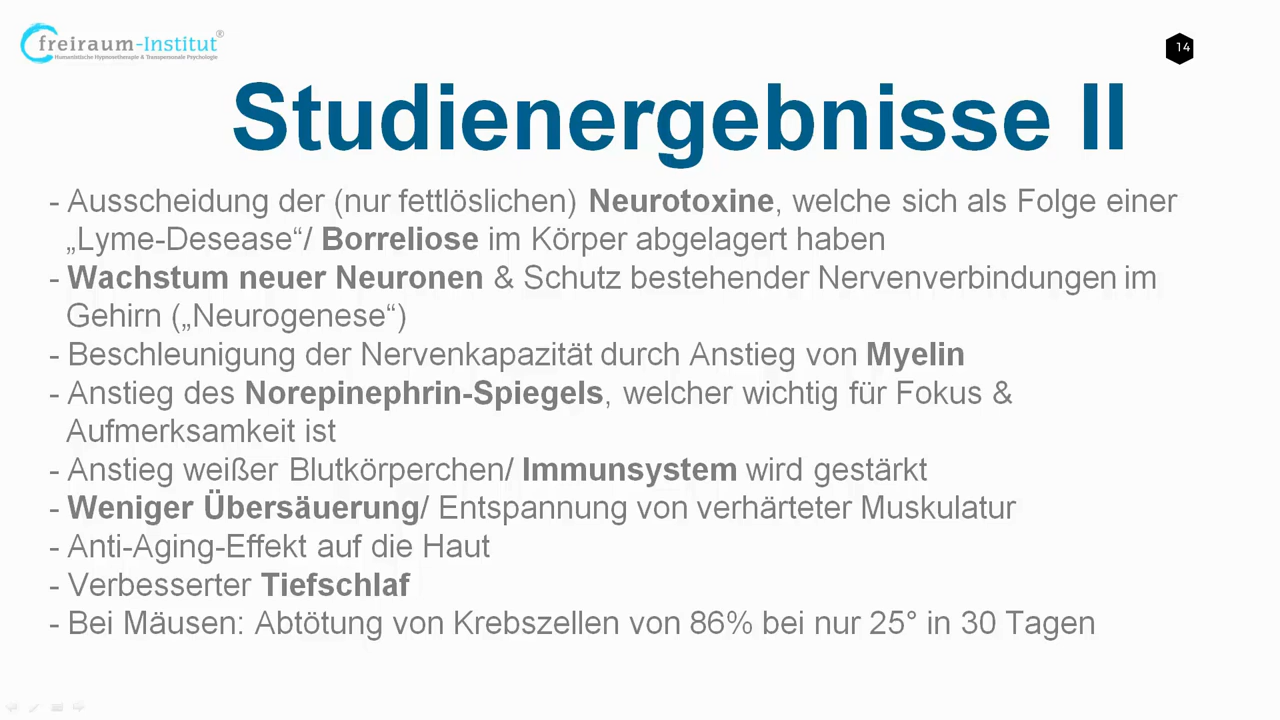 freiraum-Institut®
Humanistische Hypnosetherapie & Transpersonale Psychologie
14
Studienergebnisse II
- Ausscheidung der (nur fettlöslichen) Neurotoxine, welche sich als Folge einer
„Lyme-Desease“/ Borreliose im Körper abgelagert haben
- Wachstum neuer Neuronen & Schutz bestehender Nervenverbindungen im
Gehirn („Neurogenese“)
- Beschleunigung der Nervenkapazität durch Anstieg von Myelin
- Anstieg des Norepinephrin-Spiegels, welcher wichtig für Fokus &
Aufmerksamkeit ist
- Anstieg weißer Blutkörperchen/ Immunsystem wird gestärkt
- Weniger Übersäuerung/ Entspannung von verhärteter Muskulatur
- Anti-Aging-Effekt auf die Haut
- Verbesserter Tiefschlaf
- Bei Mäusen: Abtötung von Krebszellen von 86% bei nur 25° in 30 Tagen